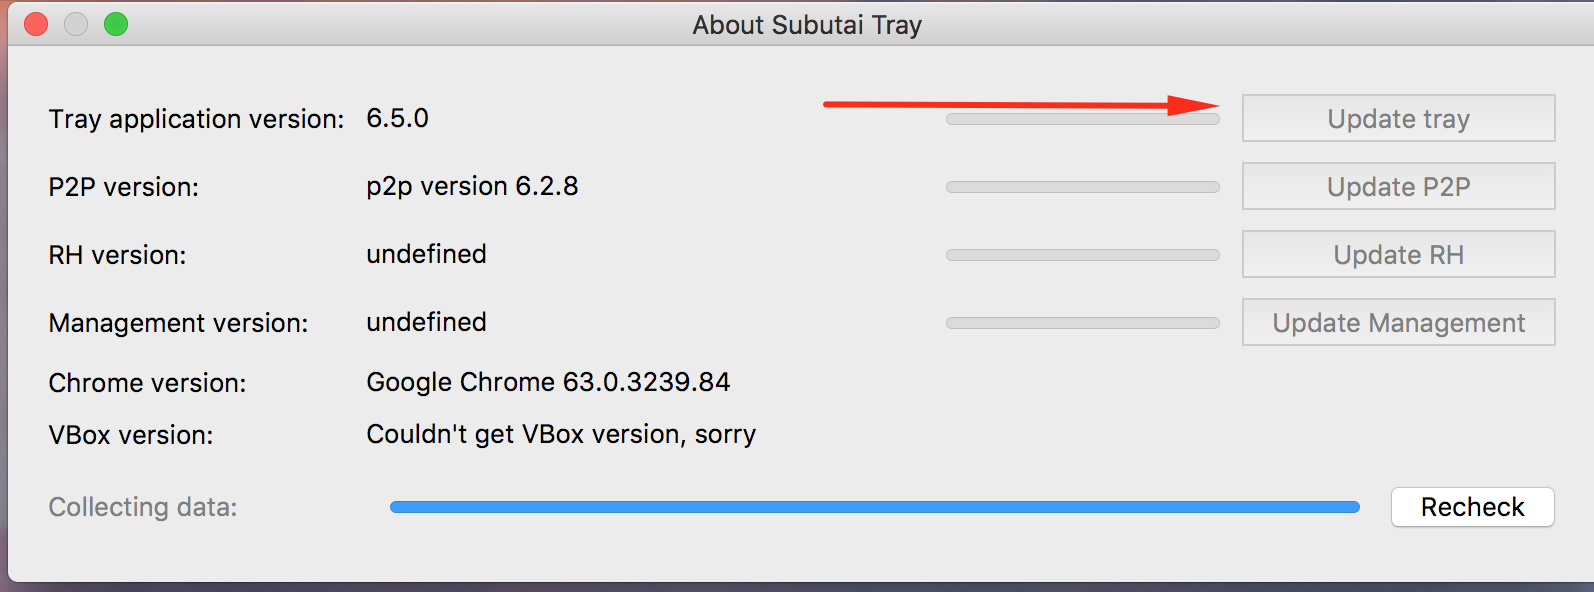 About Subutai Tray
Tray application version: 6.5.0 Update tray
P2P version: p2p version 6.2.8 Update P2P
RH version: undefined Update RH
Management version: undefined Update Management
Chrome version: Google Chrome 63.0.3239.84
VBox version: Couldn't get VBox version, sorry
Collecting data: Recheck